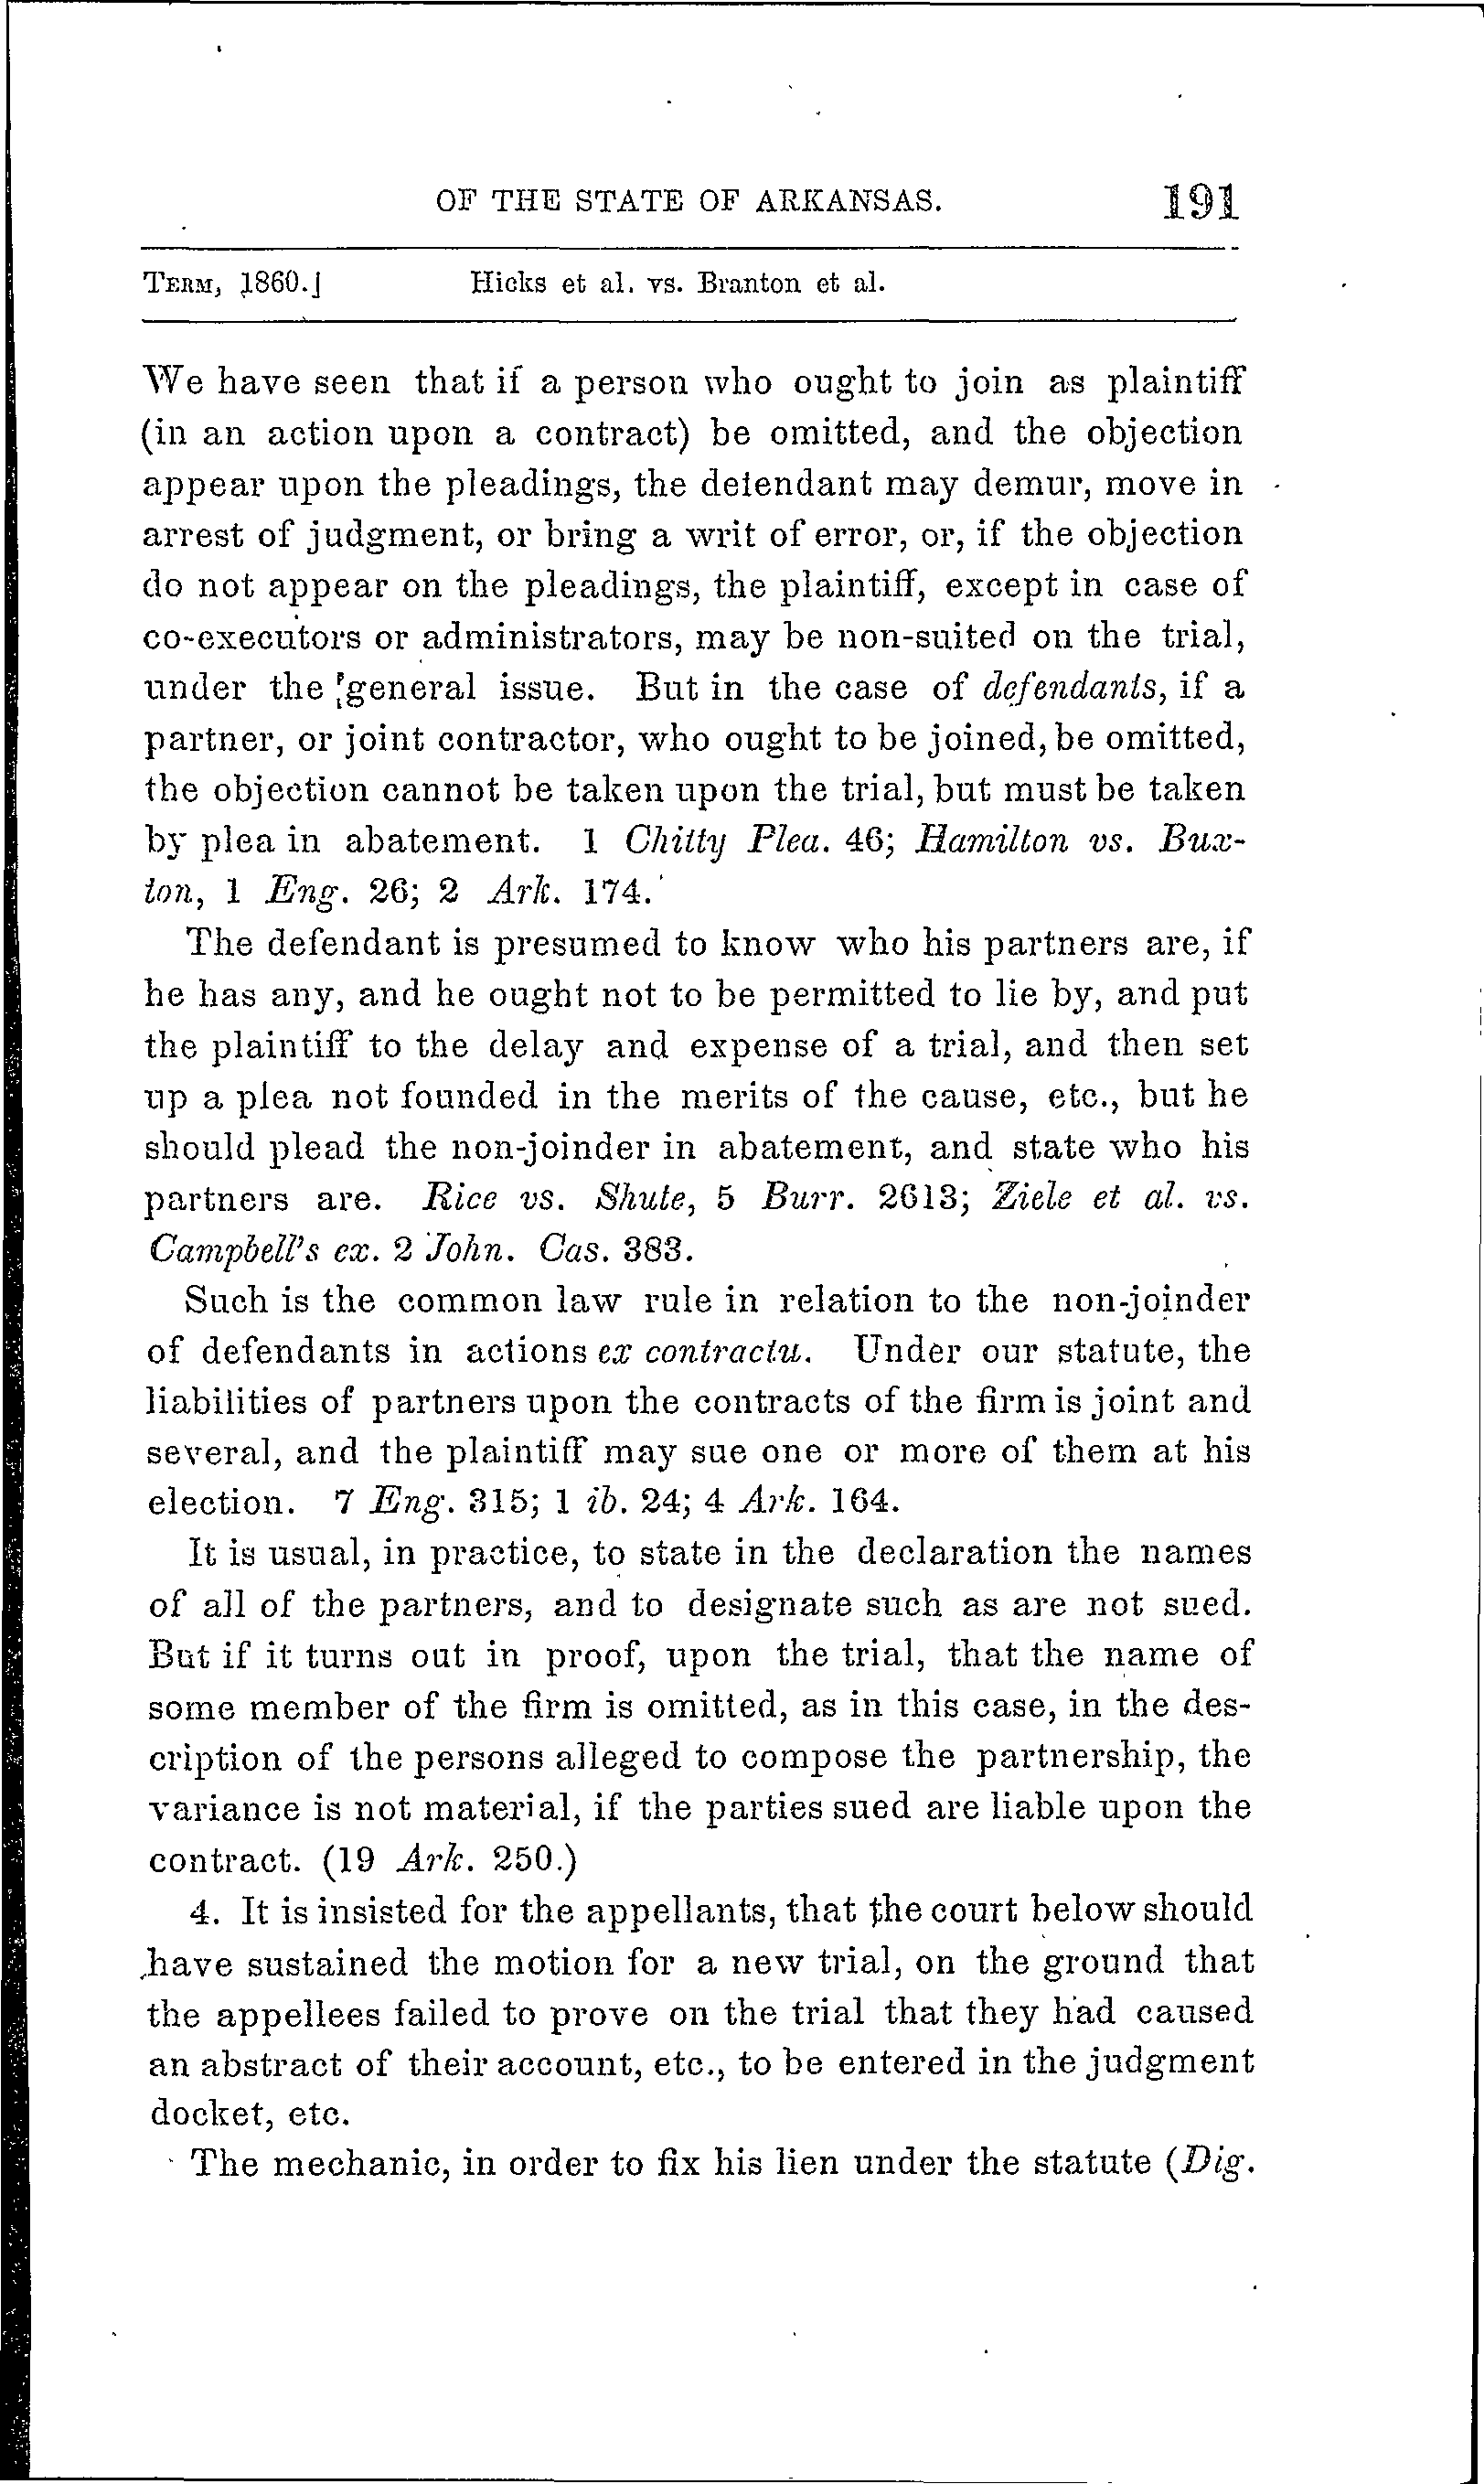 OF THE STATE OF ARKANSAS. 191
TERM, 1860.] Hicks et al. vs. Branton et al.
We have seen that if a person who ought to join as plaintiff
(in an action upon a contract) be omitted, and the objection
appear upon the pleadings, the defendant may demur, move in
arrest of judgment, or bring a writ of error, or, if the objection
do not appear on the pleadings, the plaintiff, except in case of
co-executors or administrators, may be non-suited on the trial,
under the general issue. But in the case of defendants, if a
partner, or joint contractor, who ought to be joined, be omitted,
the objection cannot be taken upon the trial, but must be taken
by plea in abatement. 1 Chitty Plea. 46; Hamilton vs. Bux-
ton, 1 Eng. 26; 2 Ark. 174.
The defendant is presumed to know who his partners are, if
he has any, and he ought not to be permitted to lie by, and put
the plaintiff to the delay and expense of a trial, and then set
up a plea not founded in the merits of the cause, etc., but he
should plead the non-joinder in abatement, and state who his
partners are. Rice vs. Shute, 5 Burr. 2613; Ziele et al. vs.
Campbell's ex. 2 John. Cas. 383.
Such is the common law rule in relation to the non-joinder
of defendants in actions ex contractu. Under our statute, the
liabilities of partners upon the contracts of the firm is joint and
several, and the plaintiff may sue one or more of them at his
election. 7 Eng. 315; 1 ib. 24; 4 Ark. 164.
It is usual, in practice, to state in the declaration the names
of all of the partners, and to designate such as are not sued.
But if it turns out in proof, upon the trial, that the name of
some member of the firm is omitted, as in this case, in the des-
cription of the persons alleged to compose the partnership, the
variance is not material, if the parties sued are liable upon the
contract. (19 Ark. 250.)
4. It is insisted for the appellants, that the court below should
have sustained the motion for a new trial, on the ground that
the appellees failed to prove on the trial that they had caused
an abstract of their account, etc., to be entered in the judgment
docket, etc.
The mechanic, in order to fix his lien under the statute (Dig.